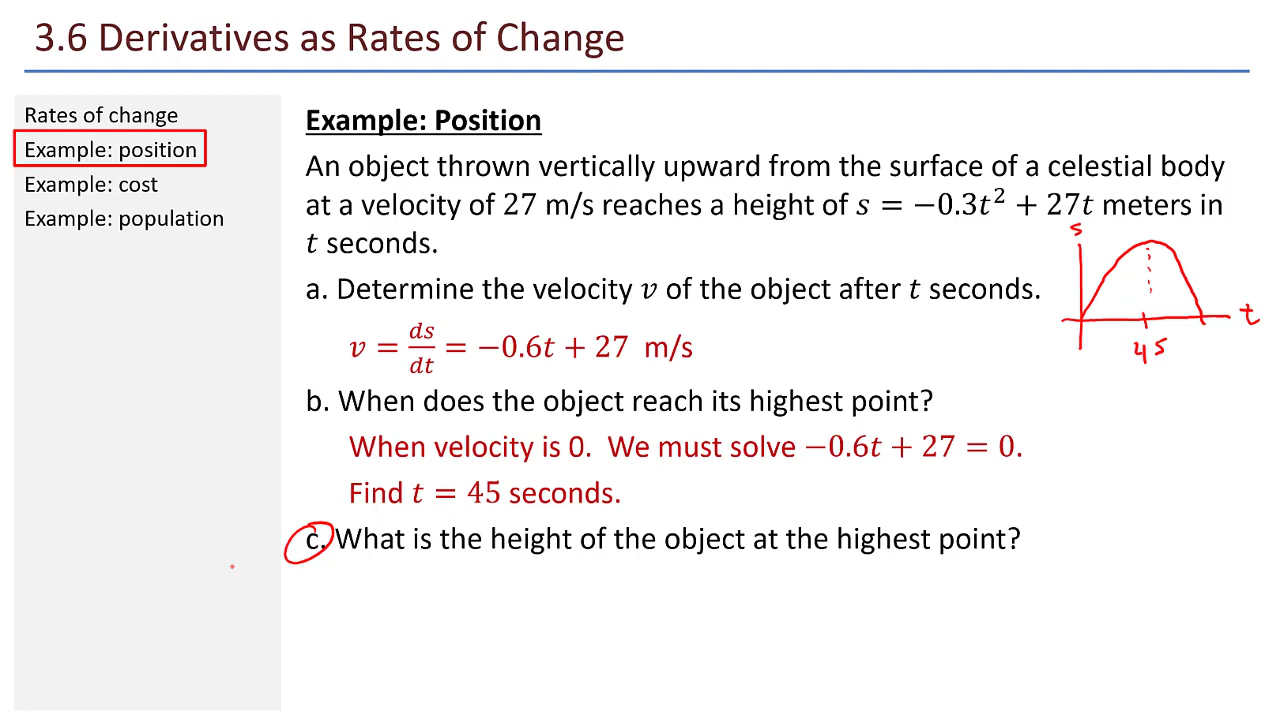 3.6 Derivatives as Rates of Change
Rates of change
Example: position
Example: cost
Example: population
Example: Position
An object thrown vertically upward from the surface of a celestial body
at a velocity of 27 m/s reaches a height of s = −0.3t² + 27t meters in
t seconds.
s
t
45
a. Determine the velocity v of the object after t seconds.
v = ds/dt = −0.6t + 27 m/s
b. When does the object reach its highest point?
When velocity is 0. We must solve −0.6t + 27 = 0.
Find t = 45 seconds.
c. What is the height of the object at the highest point?